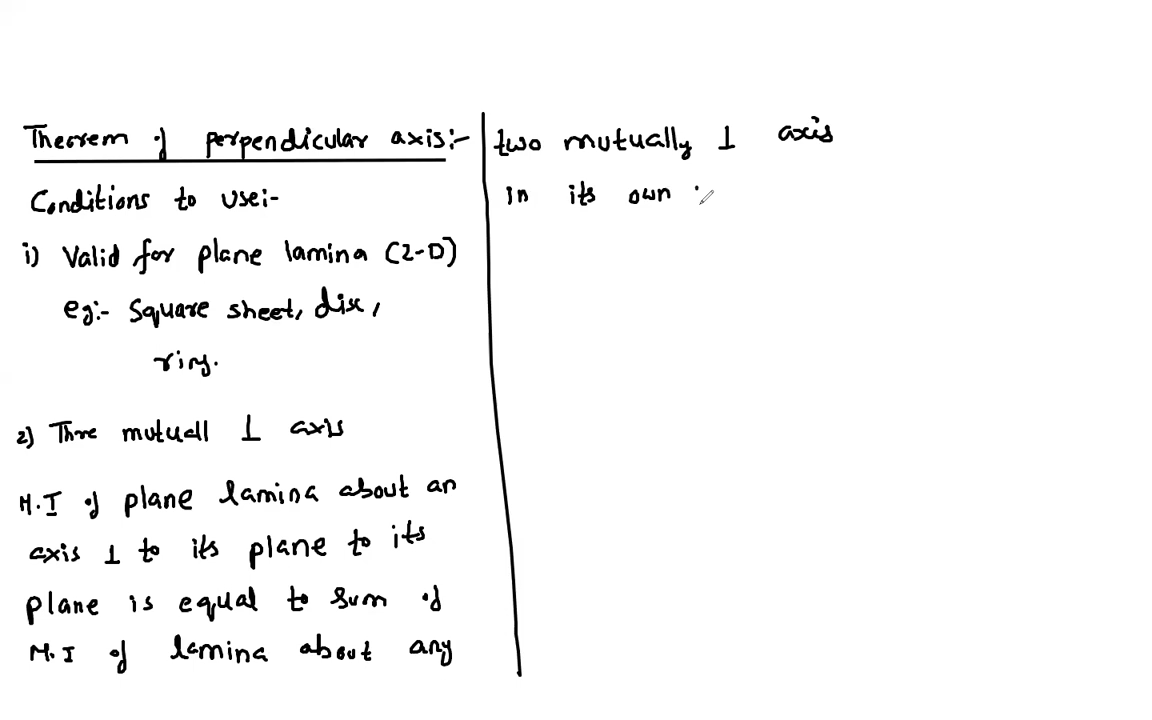 Theorem of perpendicular axis:-
Conditions to use:-
i) Valid for plane lamina (2-D)
eg:- Square sheet, disc,
ring.
2) Three mutuall ⊥ axis
M.I of plane lamina about an
axis ⊥ to its plane to its
plane is equal to sum of
M.I of lamina about any
two mutually ⊥ axis
in its own